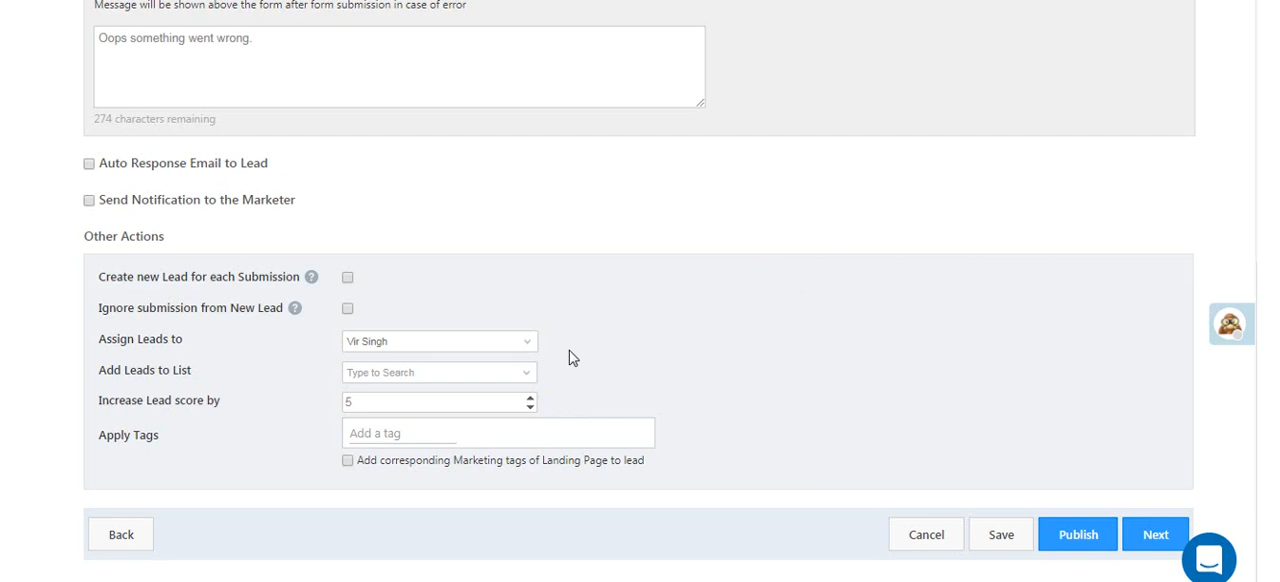 Message will be shown above the form after form submission in case of error
Oops something went wrong.
274 characters remaining
Auto Response Email to Lead
Send Notification to the Marketer
Other Actions
Create new Lead for each Submission ?
Ignore submission from New Lead ?
Assign Leads to Vir Singh
Add Leads to List Type to Search
Increase Lead score by 5
Apply Tags Add a tag
Add corresponding Marketing tags of Landing Page to lead
Back Cancel Save Publish Next